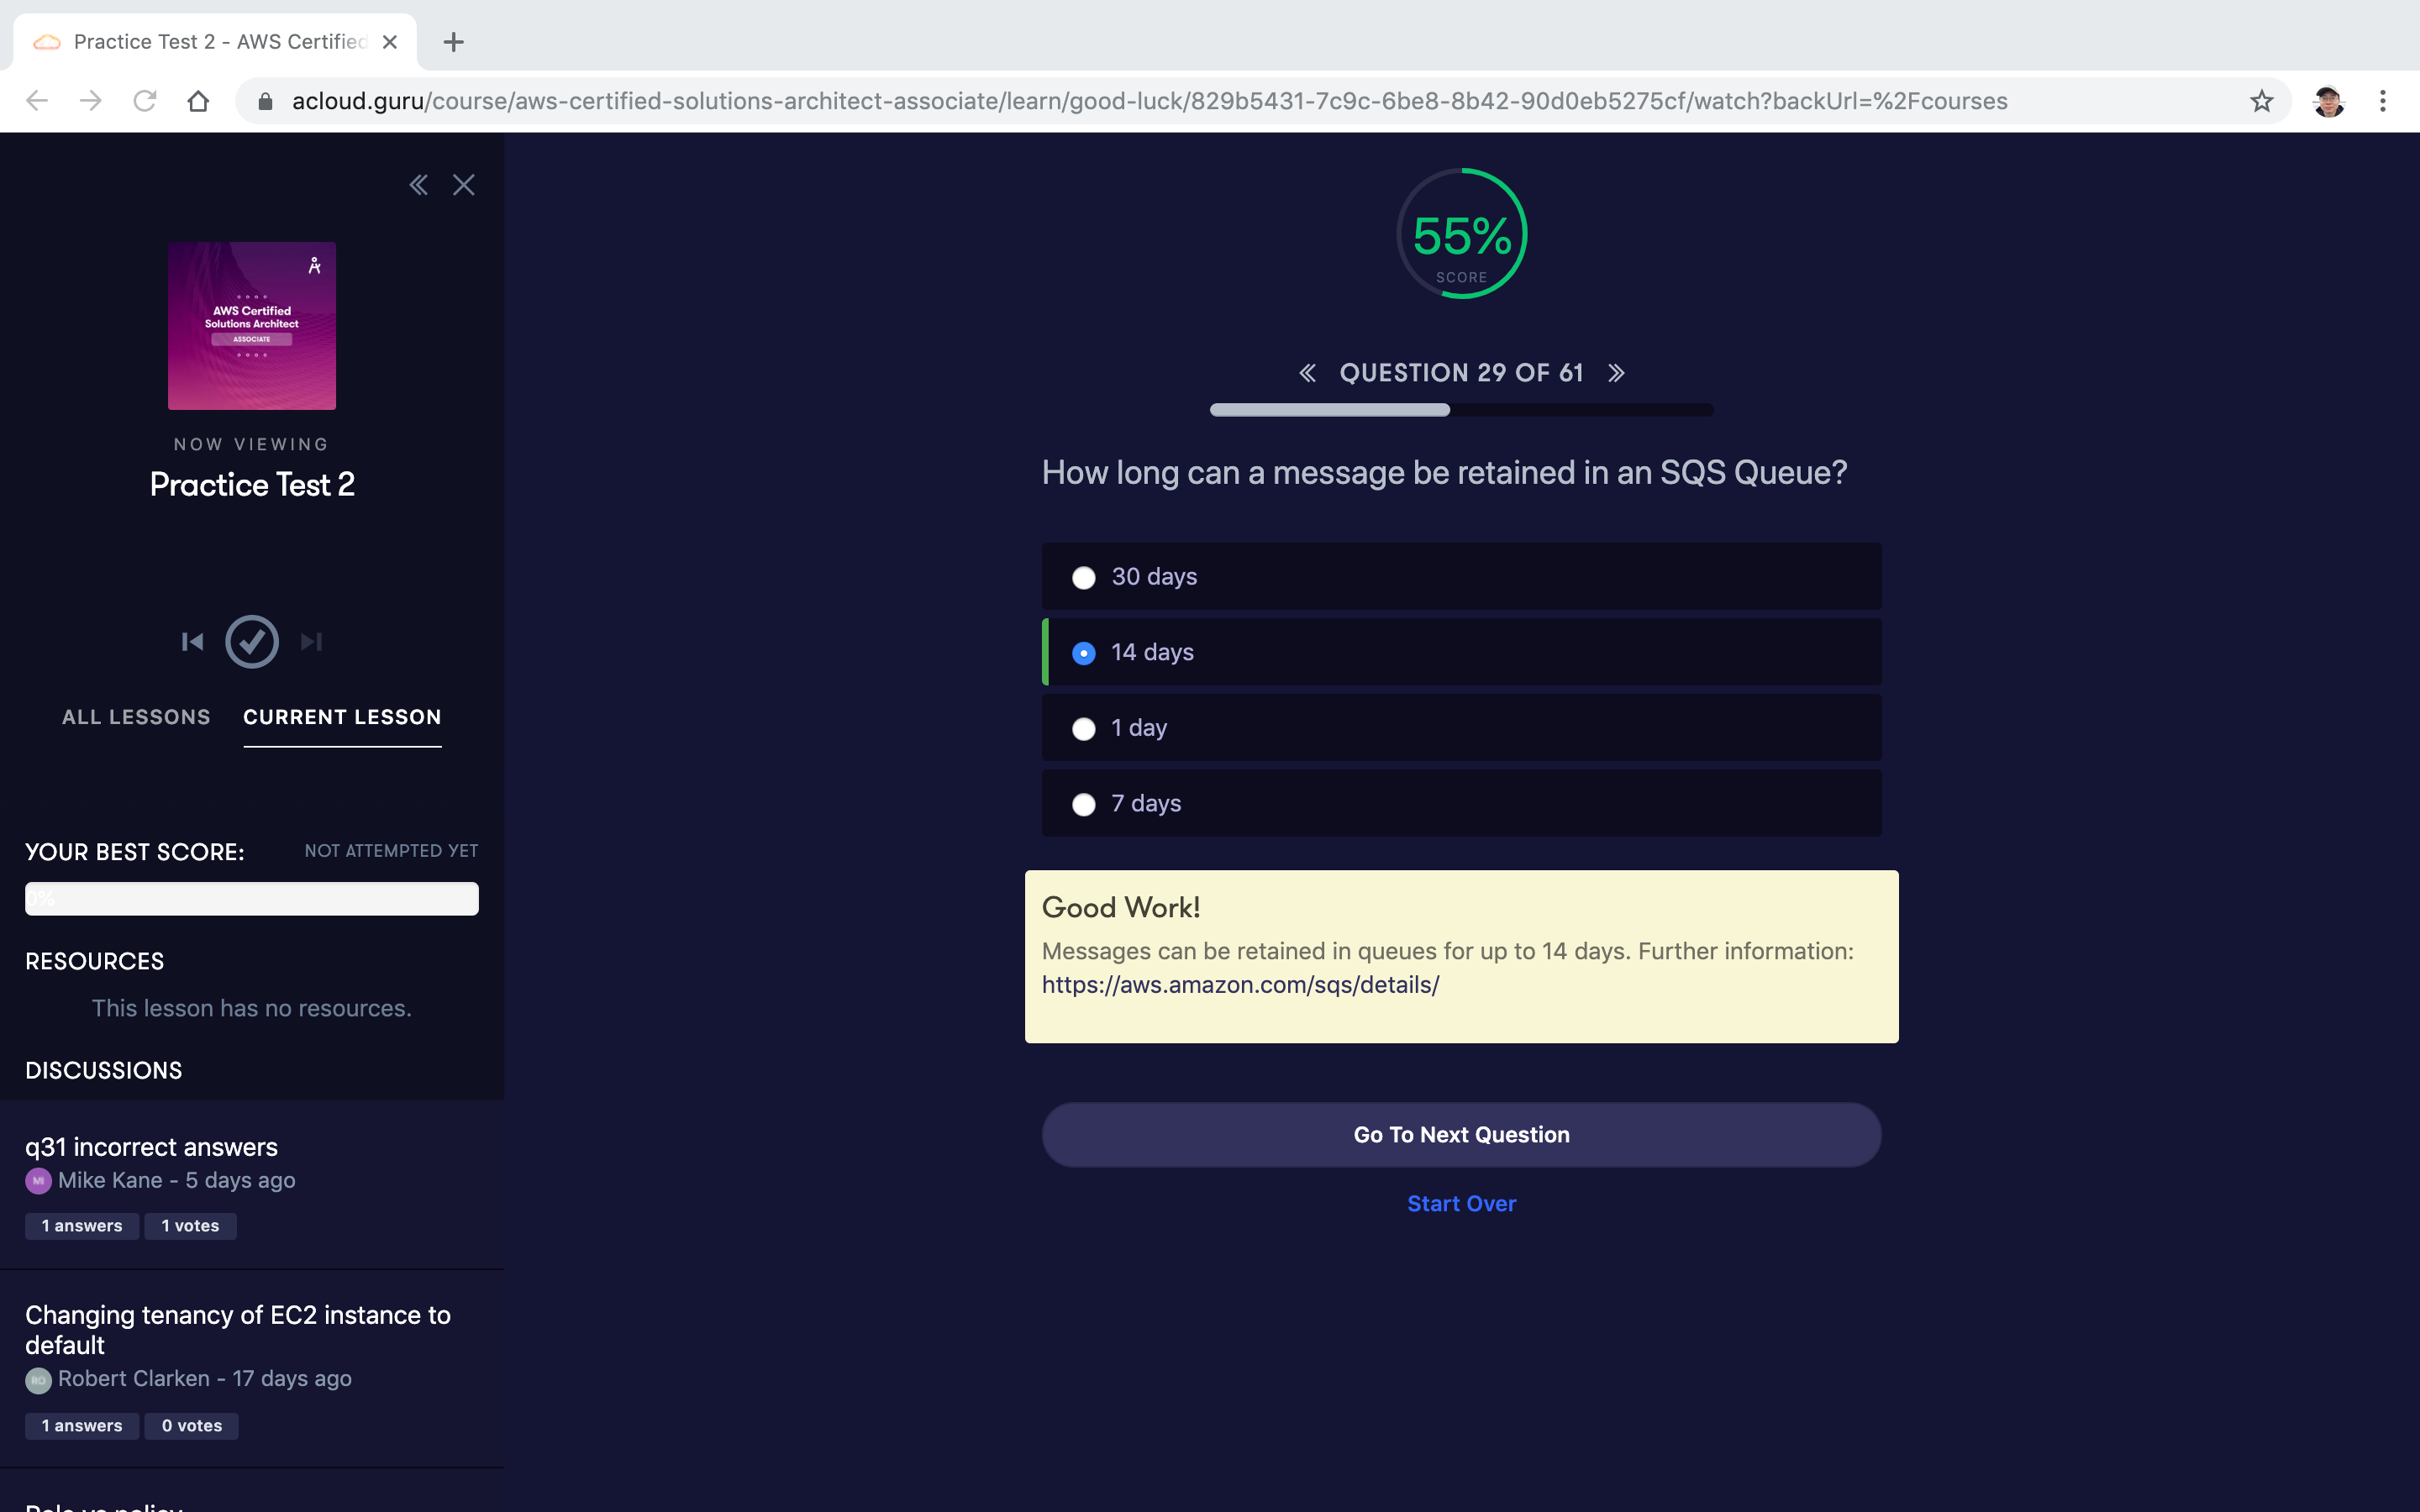 Practice Test 2 - AWS Certified
acloud.guru/course/aws-certified-solutions-architect-associate/learn/good-luck/829b5431-7c9c-6be8-8b42-90d0eb5275cf/watch?backUrl=%2Fcourses
AWS Certified
Solutions Architect
ASSOCIATE
NOW VIEWING
Practice Test 2
ALL LESSONS
CURRENT LESSON
YOUR BEST SCORE:
NOT ATTEMPTED YET
0%
RESOURCES
This lesson has no resources.
DISCUSSIONS
q31 incorrect answers
MI
Mike Kane - 5 days ago
1 answers
1 votes
Changing tenancy of EC2 instance to
default
RO
Robert Clarken - 17 days ago
1 answers
0 votes
Role vs policy
55%
SCORE
QUESTION 29 OF 61
How long can a message be retained in an SQS Queue?
30 days
14 days
1 day
7 days
Good Work!
Messages can be retained in queues for up to 14 days. Further information:
https://aws.amazon.com/sqs/details/
Go To Next Question
Start Over